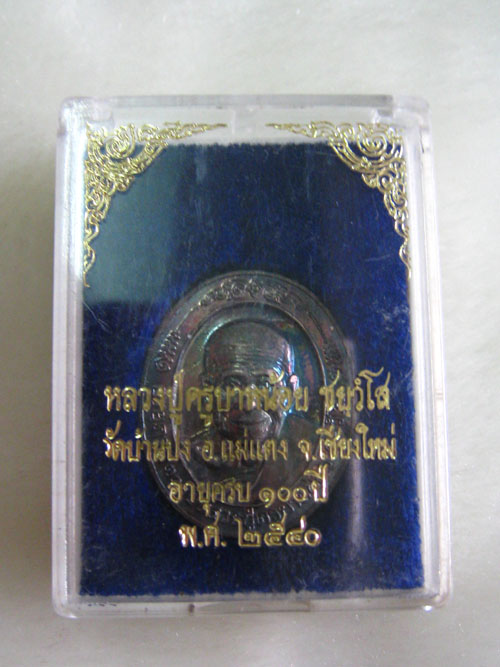 หลวงปู่ครูบาหน้อย ชยวํโส
วัดบ้านปง อ.แม่แตง จ.เชียงใหม่
อายุครบ ๑๐๐ ปี
พ.ศ. ๒๕๔๐